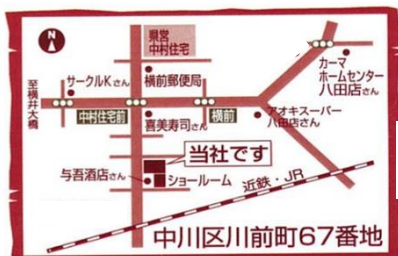 N
県営
中村住宅
カーマ
ホームセンター
八田店さん
サークルKさん
横前郵便局
至横井大橋
中村住宅前
横前
喜美寿司さん
アオキスーパー
八田店さん
当社です
与吾酒店さん
ショールーム
近鉄・JR
中川区川前町67番地